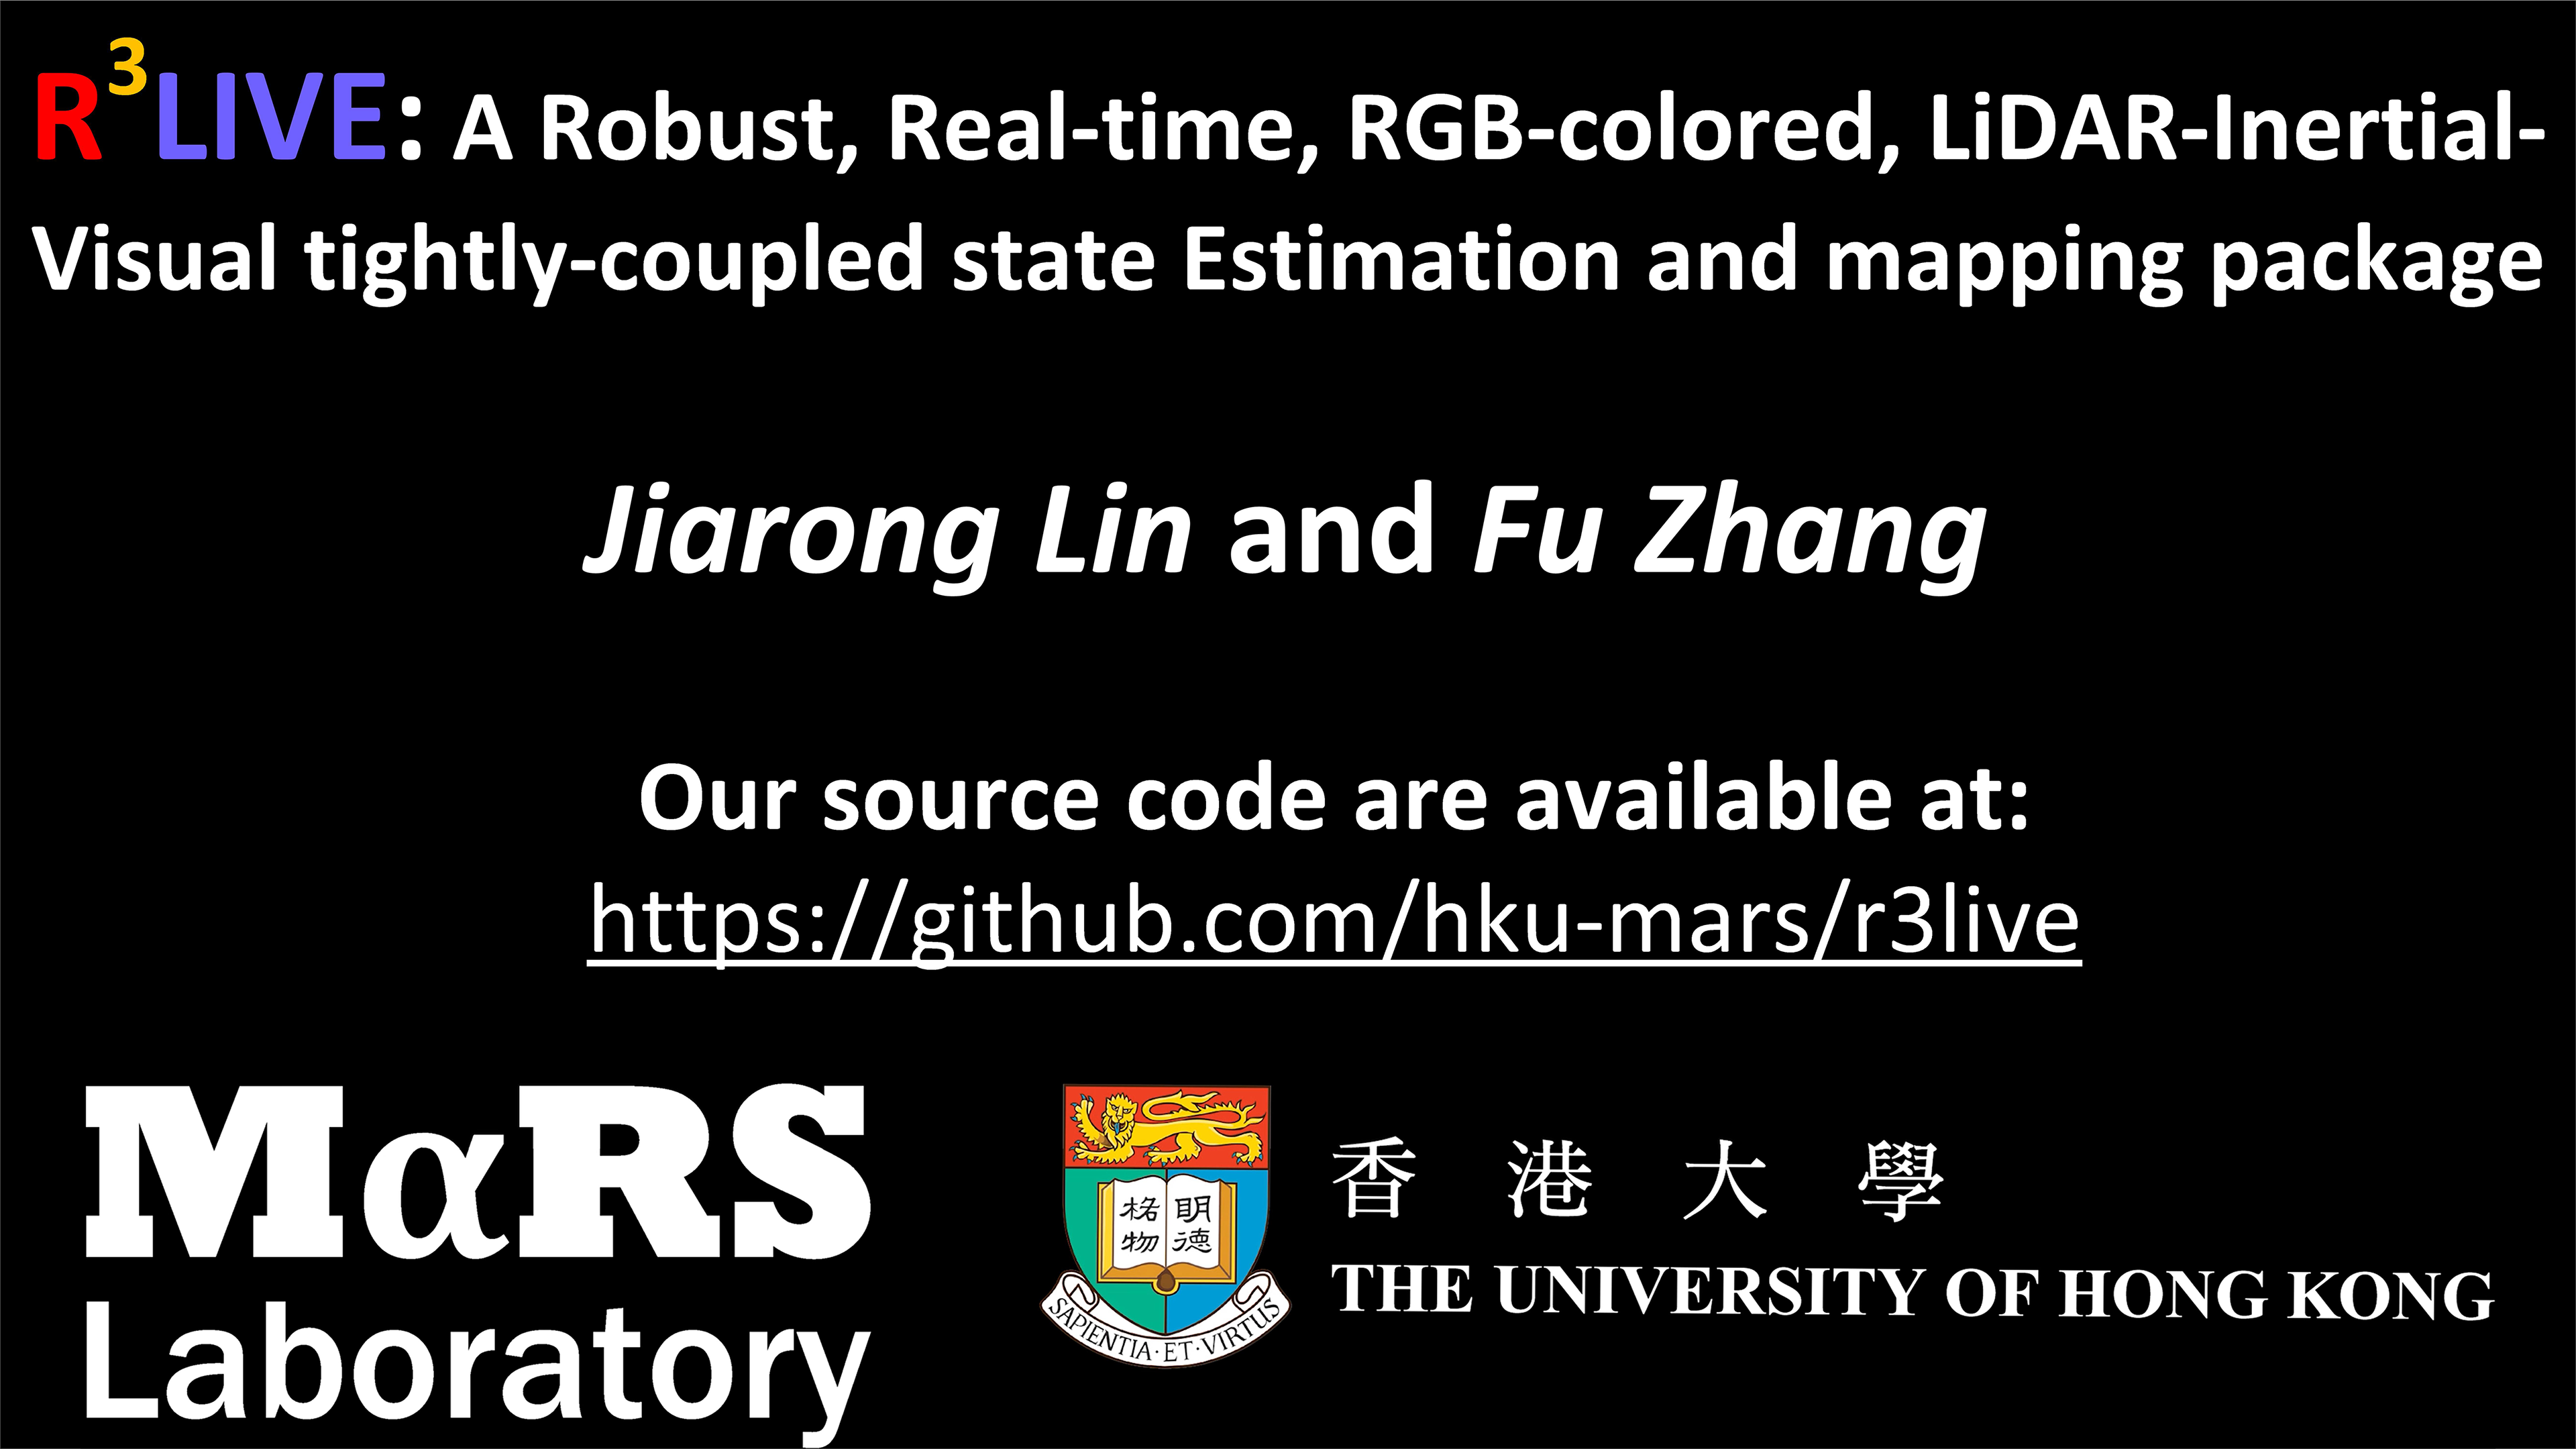 R³LIVE: A Robust, Real-time, RGB-colored, LiDAR-Inertial-
Visual tightly-coupled state Estimation and mapping package
Jiarong Lin and Fu Zhang
Our source code are available at:
https://github.com/hku-mars/r3live
MαRS
Laboratory
明德
格物
SAPIENTIA·ET·VIRTUS
香港大學
THE UNIVERSITY OF HONG KONG